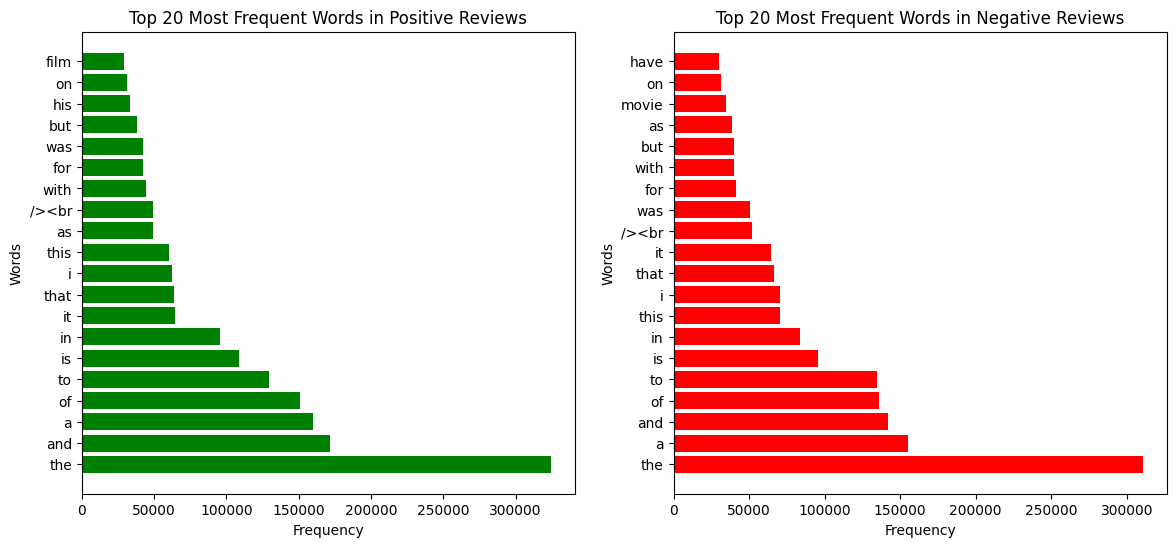 Top 20 Most Frequent Words in Positive Reviews
Words
film
on
his
but
was
for
with
/><br
as
this
i
that
it
in
is
to
of
a
and
the
0 50000 100000 150000 200000 250000 300000
Frequency
Top 20 Most Frequent Words in Negative Reviews
Words
have
on
movie
as
but
with
for
was
/><br
it
that
i
this
in
is
to
of
and
a
the
0 50000 100000 150000 200000 250000 300000
Frequency